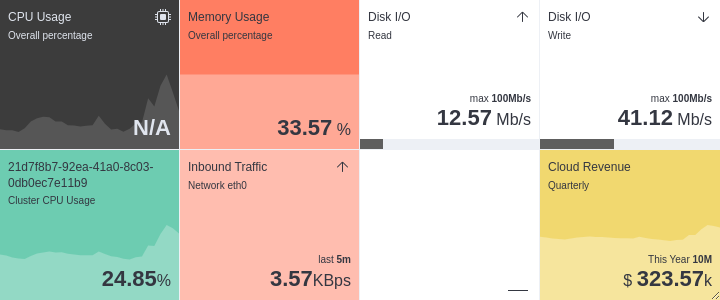 CPU Usage
Overall percentage
N/A
Memory Usage
Overall percentage
33.57 %
Disk I/O
Read
max 100Mb/s
12.57 Mb/s
Disk I/O
Write
max 100Mb/s
41.12 Mb/s
21d7f8b7-92ea-41a0-8c03-
0db0ec7e11b9
Cluster CPU Usage
24.85%
Inbound Traffic
Network eth0
last 5m
3.57KBps
Cloud Revenue
Quarterly
This Year 10M
$ 323.57k